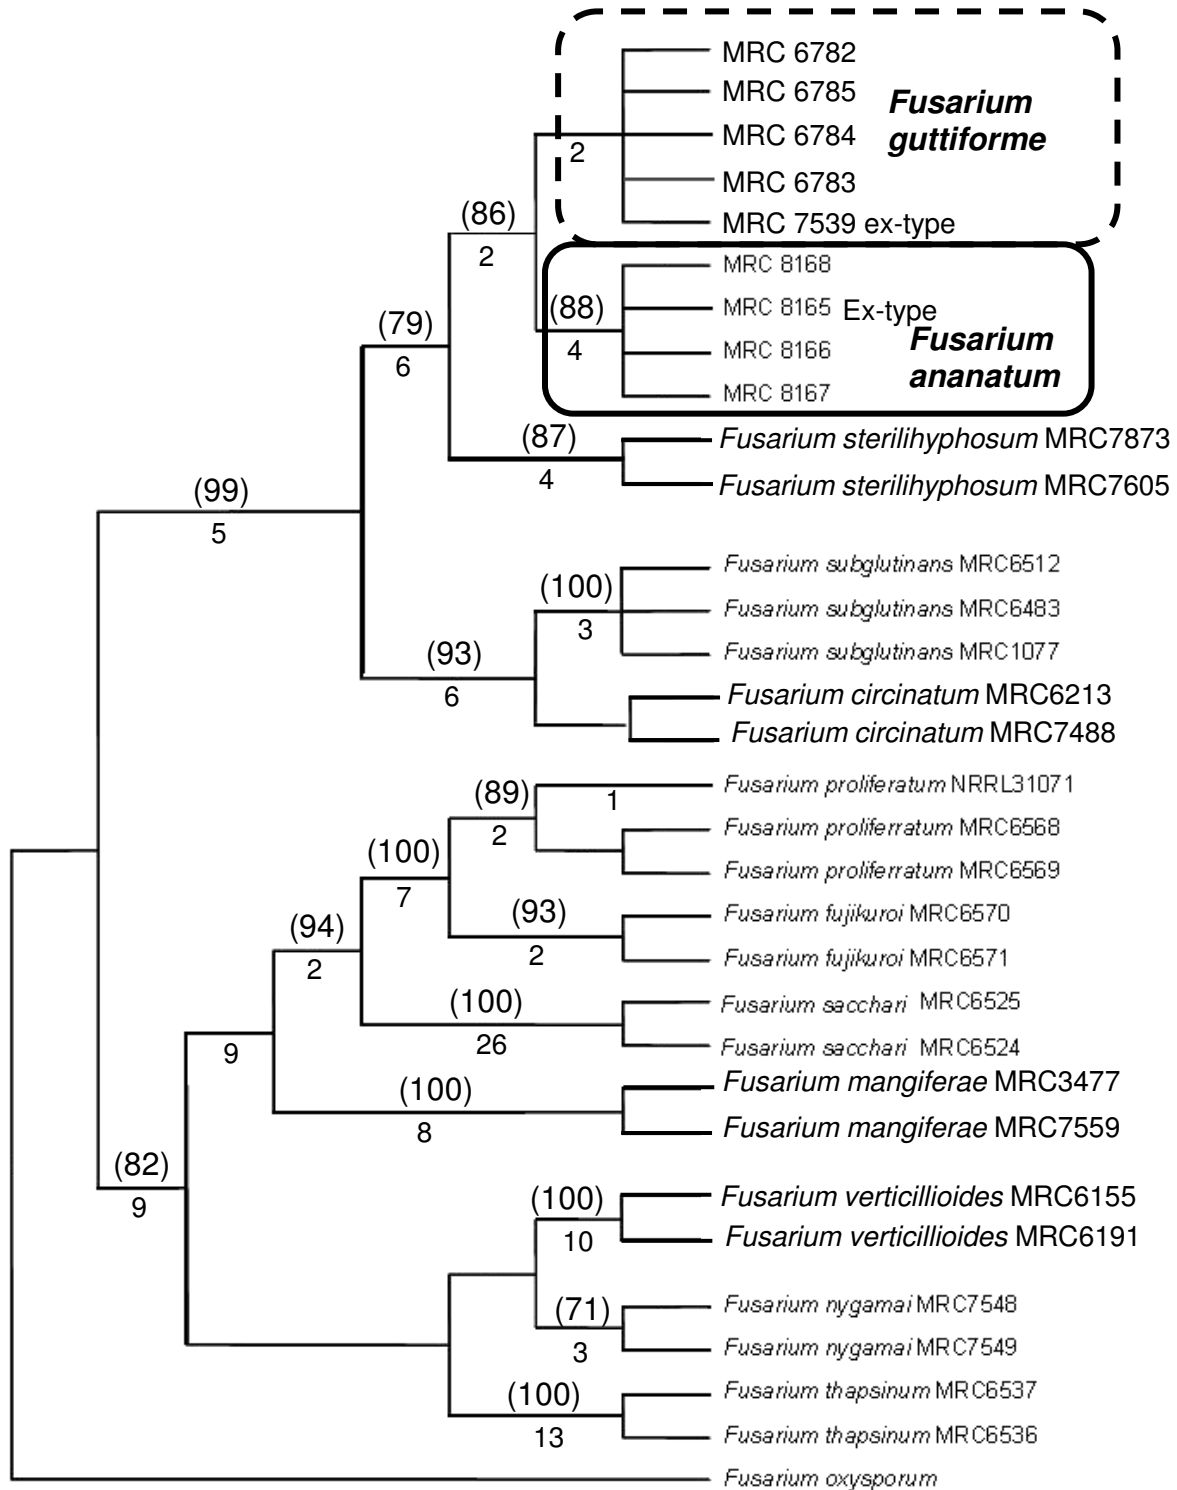 MRC 6782
MRC 6785
Fusarium
guttiforme
MRC 6784
2
MRC 6783
(86)
MRC 7539 ex-type
2
MRC 8168
(88)
MRC 8165 Ex-type
(79)
Fusarium
ananatum
4
MRC 8166
6
MRC 8167
(87)
Fusarium sterilihyphosum MRC7873
4
Fusarium sterilihyphosum MRC7605
(99)
5
Fusarium subglutinans MRC6512
(100)
Fusarium subglutinans MRC6483
3
(93)
Fusarium subglutinans MRC1077
6
Fusarium circinatum MRC6213
Fusarium circinatum MRC7488
Fusarium proliferatum NRRL31071
(89)
1
2
Fusarium proliferratum MRC6568
(100)
Fusarium proliferratum MRC6569
7
(93)
Fusarium fujikuroi MRC6570
(94)
2
Fusarium fujikuroi MRC6571
2
(100)
Fusarium sacchari MRC6525
26
Fusarium sacchari MRC6524
9
(100)
Fusarium mangiferae MRC3477
8
Fusarium mangiferae MRC7559
(82)
9
(100)
Fusarium verticillioides MRC6155
10
Fusarium verticillioides MRC6191
(71)
Fusarium nygamai MRC7548
3
Fusarium nygamai MRC7549
(100)
Fusarium thapsinum MRC6537
13
Fusarium thapsinum MRC6536
Fusarium oxysporum